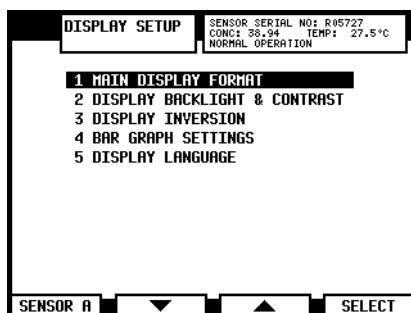 DISPLAY SETUP
SENSOR SERIAL NO: R05727
CONC: 38.94 TEMP: 27.5°C
NORMAL OPERATION
1 MAIN DISPLAY FORMAT
2 DISPLAY BACKLIGHT & CONTRAST
3 DISPLAY INVERSION
4 BAR GRAPH SETTINGS
5 DISPLAY LANGUAGE
SENSOR A ▼ ▲ SELECT